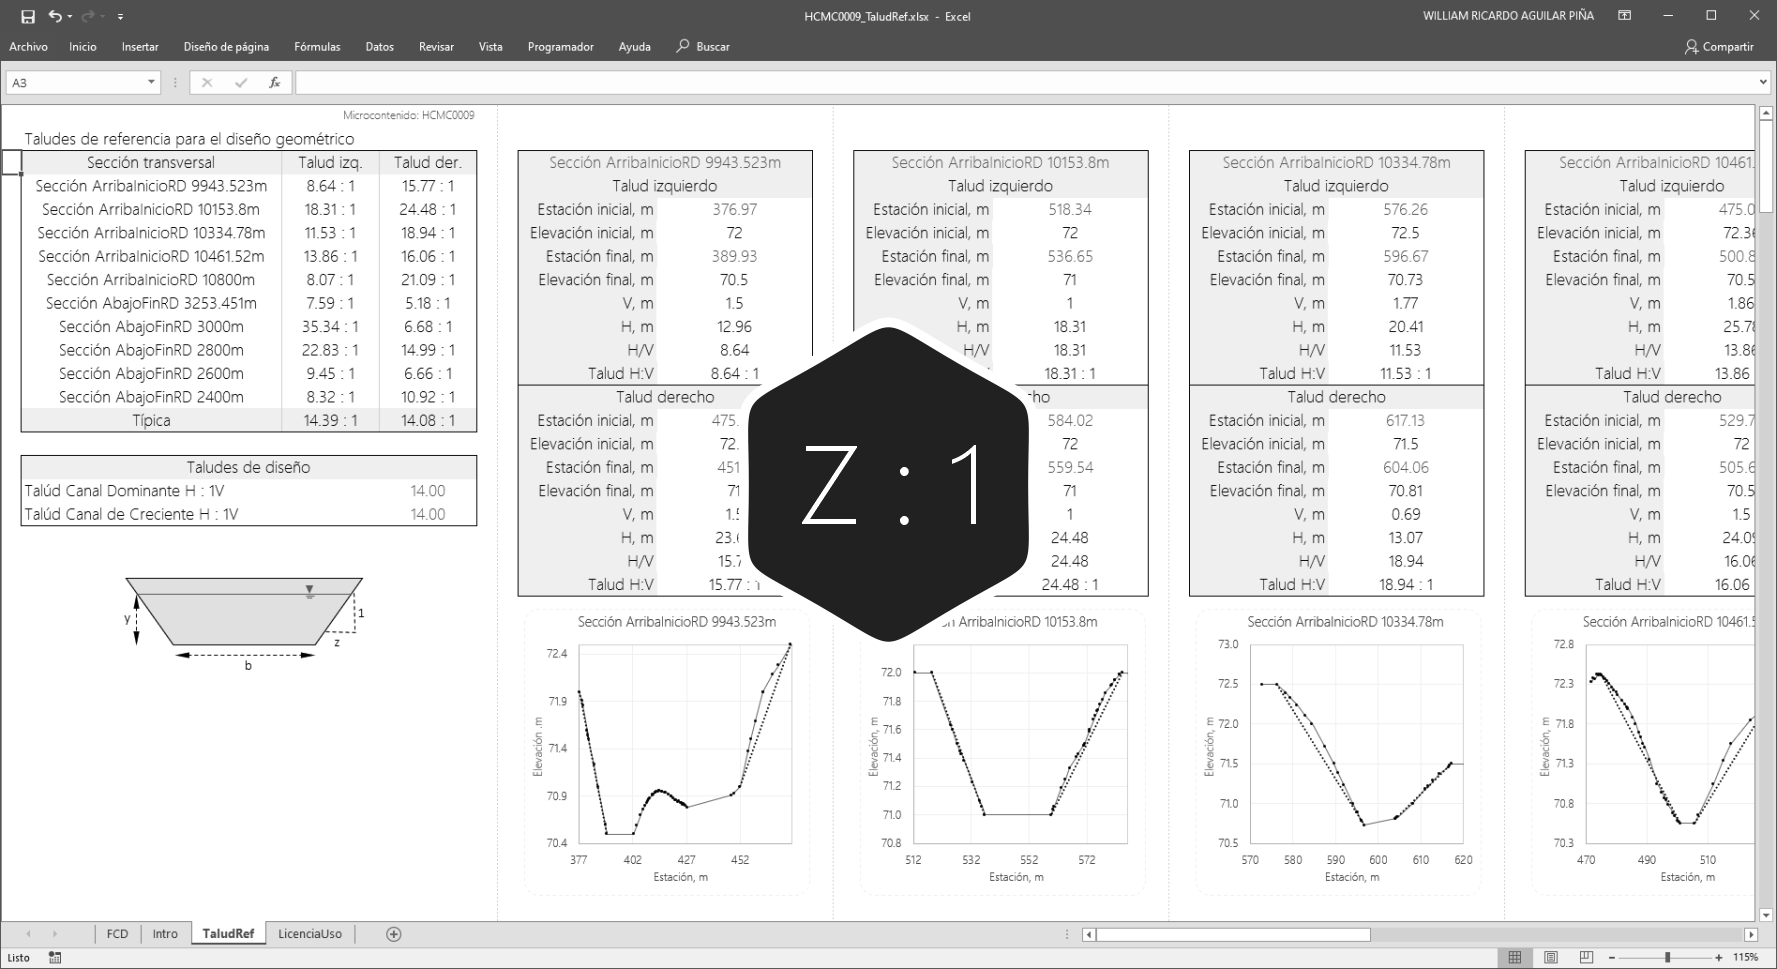 HCMC0009_TaludRef.xlsx - Excel
WILLIAM RICARDO AGUILAR PIÑA
Archivo Inicio Insertar Diseño de página Fórmulas Datos Revisar Vista Programador Ayuda Buscar Compartir
A3 fx
Microcontenido: HCMC0009
Taludes de referencia para el diseño geométrico
Sección transversal Talud izq. Talud der.
Sección ArribaInicioRD 9943.523m 8.64 : 1 15.77 : 1
Sección ArribaInicioRD 10153.8m 18.31 : 1 24.48 : 1
Sección ArribaInicioRD 10334.78m 11.53 : 1 18.94 : 1
Sección ArribaInicioRD 10461.52m 13.86 : 1 16.06 : 1
Sección ArribaInicioRD 10800m 8.07 : 1 21.09 : 1
Sección AbajoFinRD 3253.451m 7.59 : 1 5.18 : 1
Sección AbajoFinRD 3000m 35.34 : 1 6.68 : 1
Sección AbajoFinRD 2800m 22.83 : 1 14.99 : 1
Sección AbajoFinRD 2600m 9.45 : 1 6.66 : 1
Sección AbajoFinRD 2400m 8.32 : 1 10.92 : 1
Típica 14.39 : 1 14.08 : 1
Taludes de diseño
Talúd Canal Dominante H : 1V 14.00
Talúd Canal de Creciente H : 1V 14.00
y
1
z
b
Sección ArribaInicioRD 9943.523m
Talud izquierdo
Estación inicial, m 376.97
Elevación inicial, m 72
Estación final, m 389.93
Elevación final, m 70.5
V, m 1.5
H, m 12.96
H/V 8.64
Talud H:V 8.64 : 1
Talud derecho
Estación inicial, m 475.
Elevación inicial, m 72.
Estación final, m 451
Elevación final, m 71
V, m 1.5
H, m 23.6
H/V 15.7
Talud H:V 15.77 : 1
Sección ArribaInicioRD 9943.523m
72.4
71.9
71.4
70.9
70.4
Elevación .m
377 402 427 452
Estación, m
Sección ArribaInicioRD 10153.8m
Talud izquierdo
Estación inicial, m 518.34
Elevación inicial, m 72
Estación final, m 536.65
Elevación final, m 71
V, m 1
H, m 18.31
H/V 18.31
18.31 : 1
cho
584.02
72
559.54
71
1
24.48
24.48
24.48 : 1
Z : 1
ón ArribaInicioRD 10153.8m
72.0
71.8
71.6
71.4
71.2
71.0
70.8
Elevación, m
512 532 552 572
Estación, m
Sección ArribaInicioRD 10334.78m
Talud izquierdo
Estación inicial, m 576.26
Elevación inicial, m 72.5
Estación final, m 596.67
Elevación final, m 70.73
V, m 1.77
H, m 20.41
H/V 11.53
Talud H:V 11.53 : 1
Talud derecho
Estación inicial, m 617.13
Elevación inicial, m 71.5
Estación final, m 604.06
Elevación final, m 70.81
V, m 0.69
H, m 13.07
H/V 18.94
Talud H:V 18.94 : 1
Sección ArribaInicioRD 10334.78m
73.0
72.5
72.0
71.5
71.0
70.5
Elevación, m
570 580 590 600 610 620
Estación, m
Sección ArribaInicioRD 10461.
Talud izquierdo
Estación inicial, m 475.0
Elevación inicial, m 72.36
Estación final, m 500.8
Elevación final, m 70.5
V, m 1.86
H, m 25.78
H/V 13.86
Talud H:V 13.86
Talud derecho
Estación inicial, m 529.7
Elevación inicial, m 72
Estación final, m 505.6
Elevación final, m 70.5
V, m 1.5
H, m 24.09
H/V 16.06
Talud H:V 16.06
Sección ArribaInicioRD 10461.5
72.8
72.3
71.8
71.3
70.8
70.3
Elevación, m
470 490 510
Estación, m
FCD Intro TaludRef LicenciaUso
Listo 115%